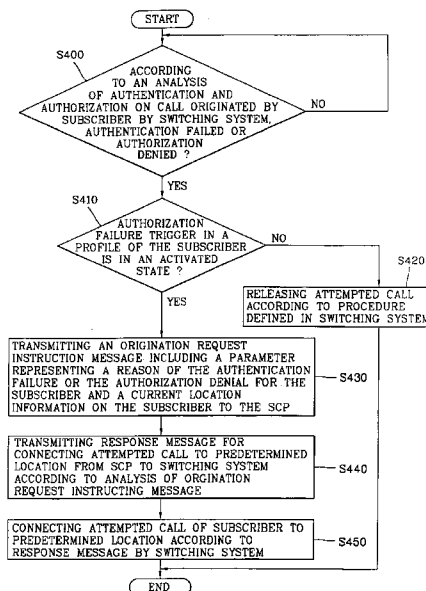 START
S400
ACCORDING
TO AN ANALYSIS
OF AUTHENTICATION AND
AUTHORIZATION ON CALL ORIGINATED BY
SUBSCRIBER BY SWITCHING SYSTEM,
AUTHENTICATION FAILED OR
AUTHORIZATION
DENIED ?
NO
YES
S410
AUTHORIZATION
FAILURE TRIGGER IN A
PROFILE OF THE SUBSCRIBER
IS IN AN ACTIVATED
STATE ?
NO
YES
S420
RELEASING ATTEMPTED CALL
ACCORDING TO PROCEDURE
DEFINED IN SWITCHING SYSTEM
TRANSMITTING AN ORIGINATION REQUEST
INSTRUCTION MESSAGE INCLUDING A PARAMETER
REPRESENTING A REASON OF THE AUTHENTICATION
FAILURE OR THE AUTHORIZATION DENIAL FOR THE
SUBSCRIBER AND A CURRENT LOCATION
INFORMATION ON THE SUBSCRIBER TO THE SCP
S430
TRANSMITTING RESPONSE MESSAGE FOR
CONNECTING ATTEMPTED CALL TO PREDETERMINED
LOCATION FROM SCP TO SWITCHING SYSTEM
ACCORDING TO ANALYSIS OF ORGINATION
REQUEST INSTRUCTING MESSAGE
S440
CONNECTING ATTEMPTED CALL OF SUBSCRIBER TO
PREDETERMINED LOCATION ACCORDING TO
RESPONSE MESSAGE BY SWITCHING SYSTEM
S450
END